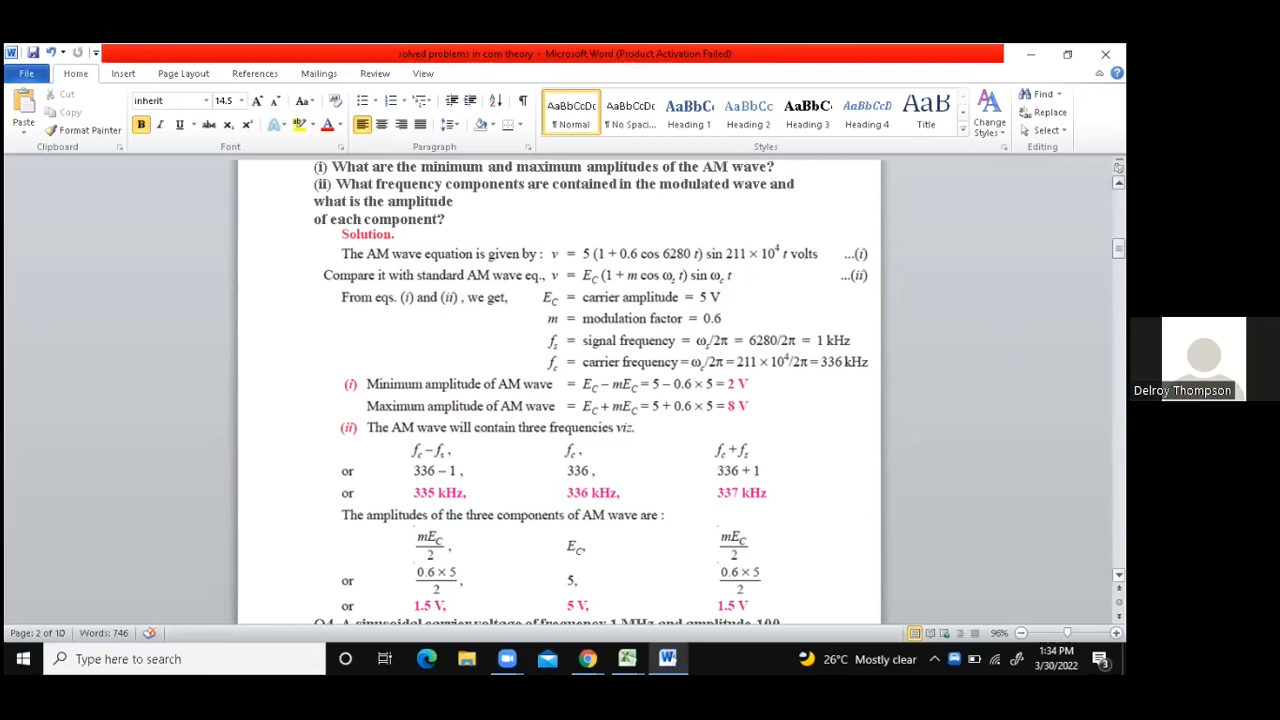 solved problems in com theory - Microsoft Word (Product Activation Failed)
File Home Insert Page Layout References Mailings Review View
Paste
Cut
Copy
Format Painter
Clipboard
inherit 14.5
Font
Paragraph
AaBbCcDc AaBbCcDc AaBbC AaBbCc AaBbC AaBbCcD AaB
¶ Normal ¶ No Spaci... Heading 1 Heading 2 Heading 3 Heading 4 Title
Change Styles
Styles
Find
Replace
Select
Editing
(i) What are the minimum and maximum amplitudes of the AM wave?
(ii) What frequency components are contained in the modulated wave and
what is the amplitude
of each component?
Solution.
The AM wave equation is given by : v = 5 (1 + 0.6 cos 6280 t) sin 211 × 10⁴ t volts ...(i)
Compare it with standard AM wave eq., v = E_C (1 + m cos ω_s t) sin ω_c t ...(ii)
From eqs. (i) and (ii) , we get, E_C = carrier amplitude = 5 V
m = modulation factor = 0.6
f_s = signal frequency = ω_s/2π = 6280/2π = 1 kHz
f_c = carrier frequency = ω_c/2π = 211 × 10⁴/2π = 336 kHz
(i) Minimum amplitude of AM wave = E_C – mE_C = 5 – 0.6 × 5 = 2 V
Maximum amplitude of AM wave = E_C + mE_C = 5 + 0.6 × 5 = 8 V
(ii) The AM wave will contain three frequencies viz.
f_c – f_s , f_c , f_c + f_s
or 336 – 1 , 336 , 336 + 1
or 335 kHz, 336 kHz, 337 kHz
The amplitudes of the three components of AM wave are :
mE_C/2 , E_C, mE_C/2
or 0.6 × 5/2 , 5, 0.6 × 5/2
or 1.5 V, 5 V, 1.5 V
Q4. A sinusoidal carrier voltage of frequency 1 MHz and amplitude 100
Delroy Thompson
Page: 2 of 10 Words: 746 96%
Type here to search
26°C Mostly clear
1:34 PM
3/30/2022
3